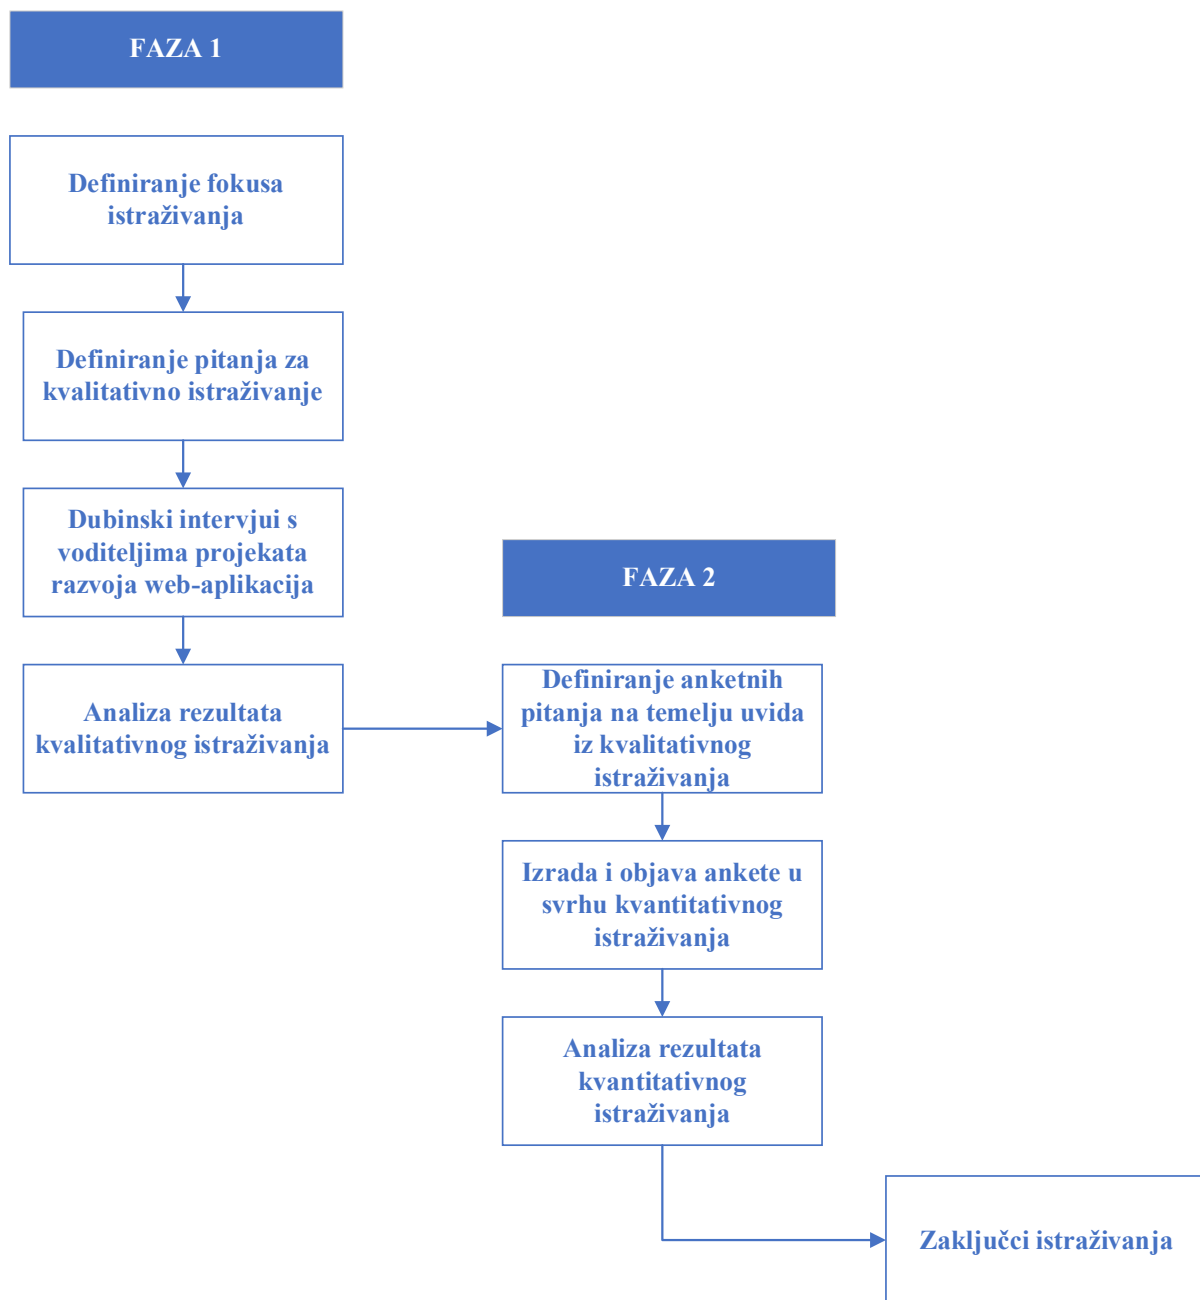 FAZA 1
Definiranje fokusa
istraživanja
Definiranje pitanja za
kvalitativno istraživanje
Dubinski intervjui s
voditeljima projekata
razvoja web-aplikacija
Analiza rezultata
kvalitativnog istraživanja
FAZA 2
Definiranje anketnih
pitanja na temelju uvida
iz kvalitativnog
istraživanja
Izrada i objava ankete u
svrhu kvantitativnog
istraživanja
Analiza rezultata
kvantitativnog
istraživanja
Zaključci istraživanja